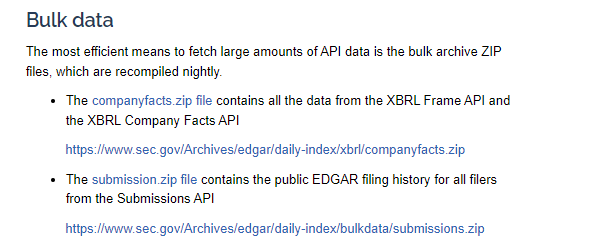 Bulk data
The most efficient means to fetch large amounts of API data is the bulk archive ZIP
files, which are recompiled nightly.
• The companyfacts.zip file contains all the data from the XBRL Frame API and
the XBRL Company Facts API
https://www.sec.gov/Archives/edgar/daily-index/xbrl/companyfacts.zip
• The submission.zip file contains the public EDGAR filing history for all filers
from the Submissions API
https://www.sec.gov/Archives/edgar/daily-index/bulkdata/submissions.zip